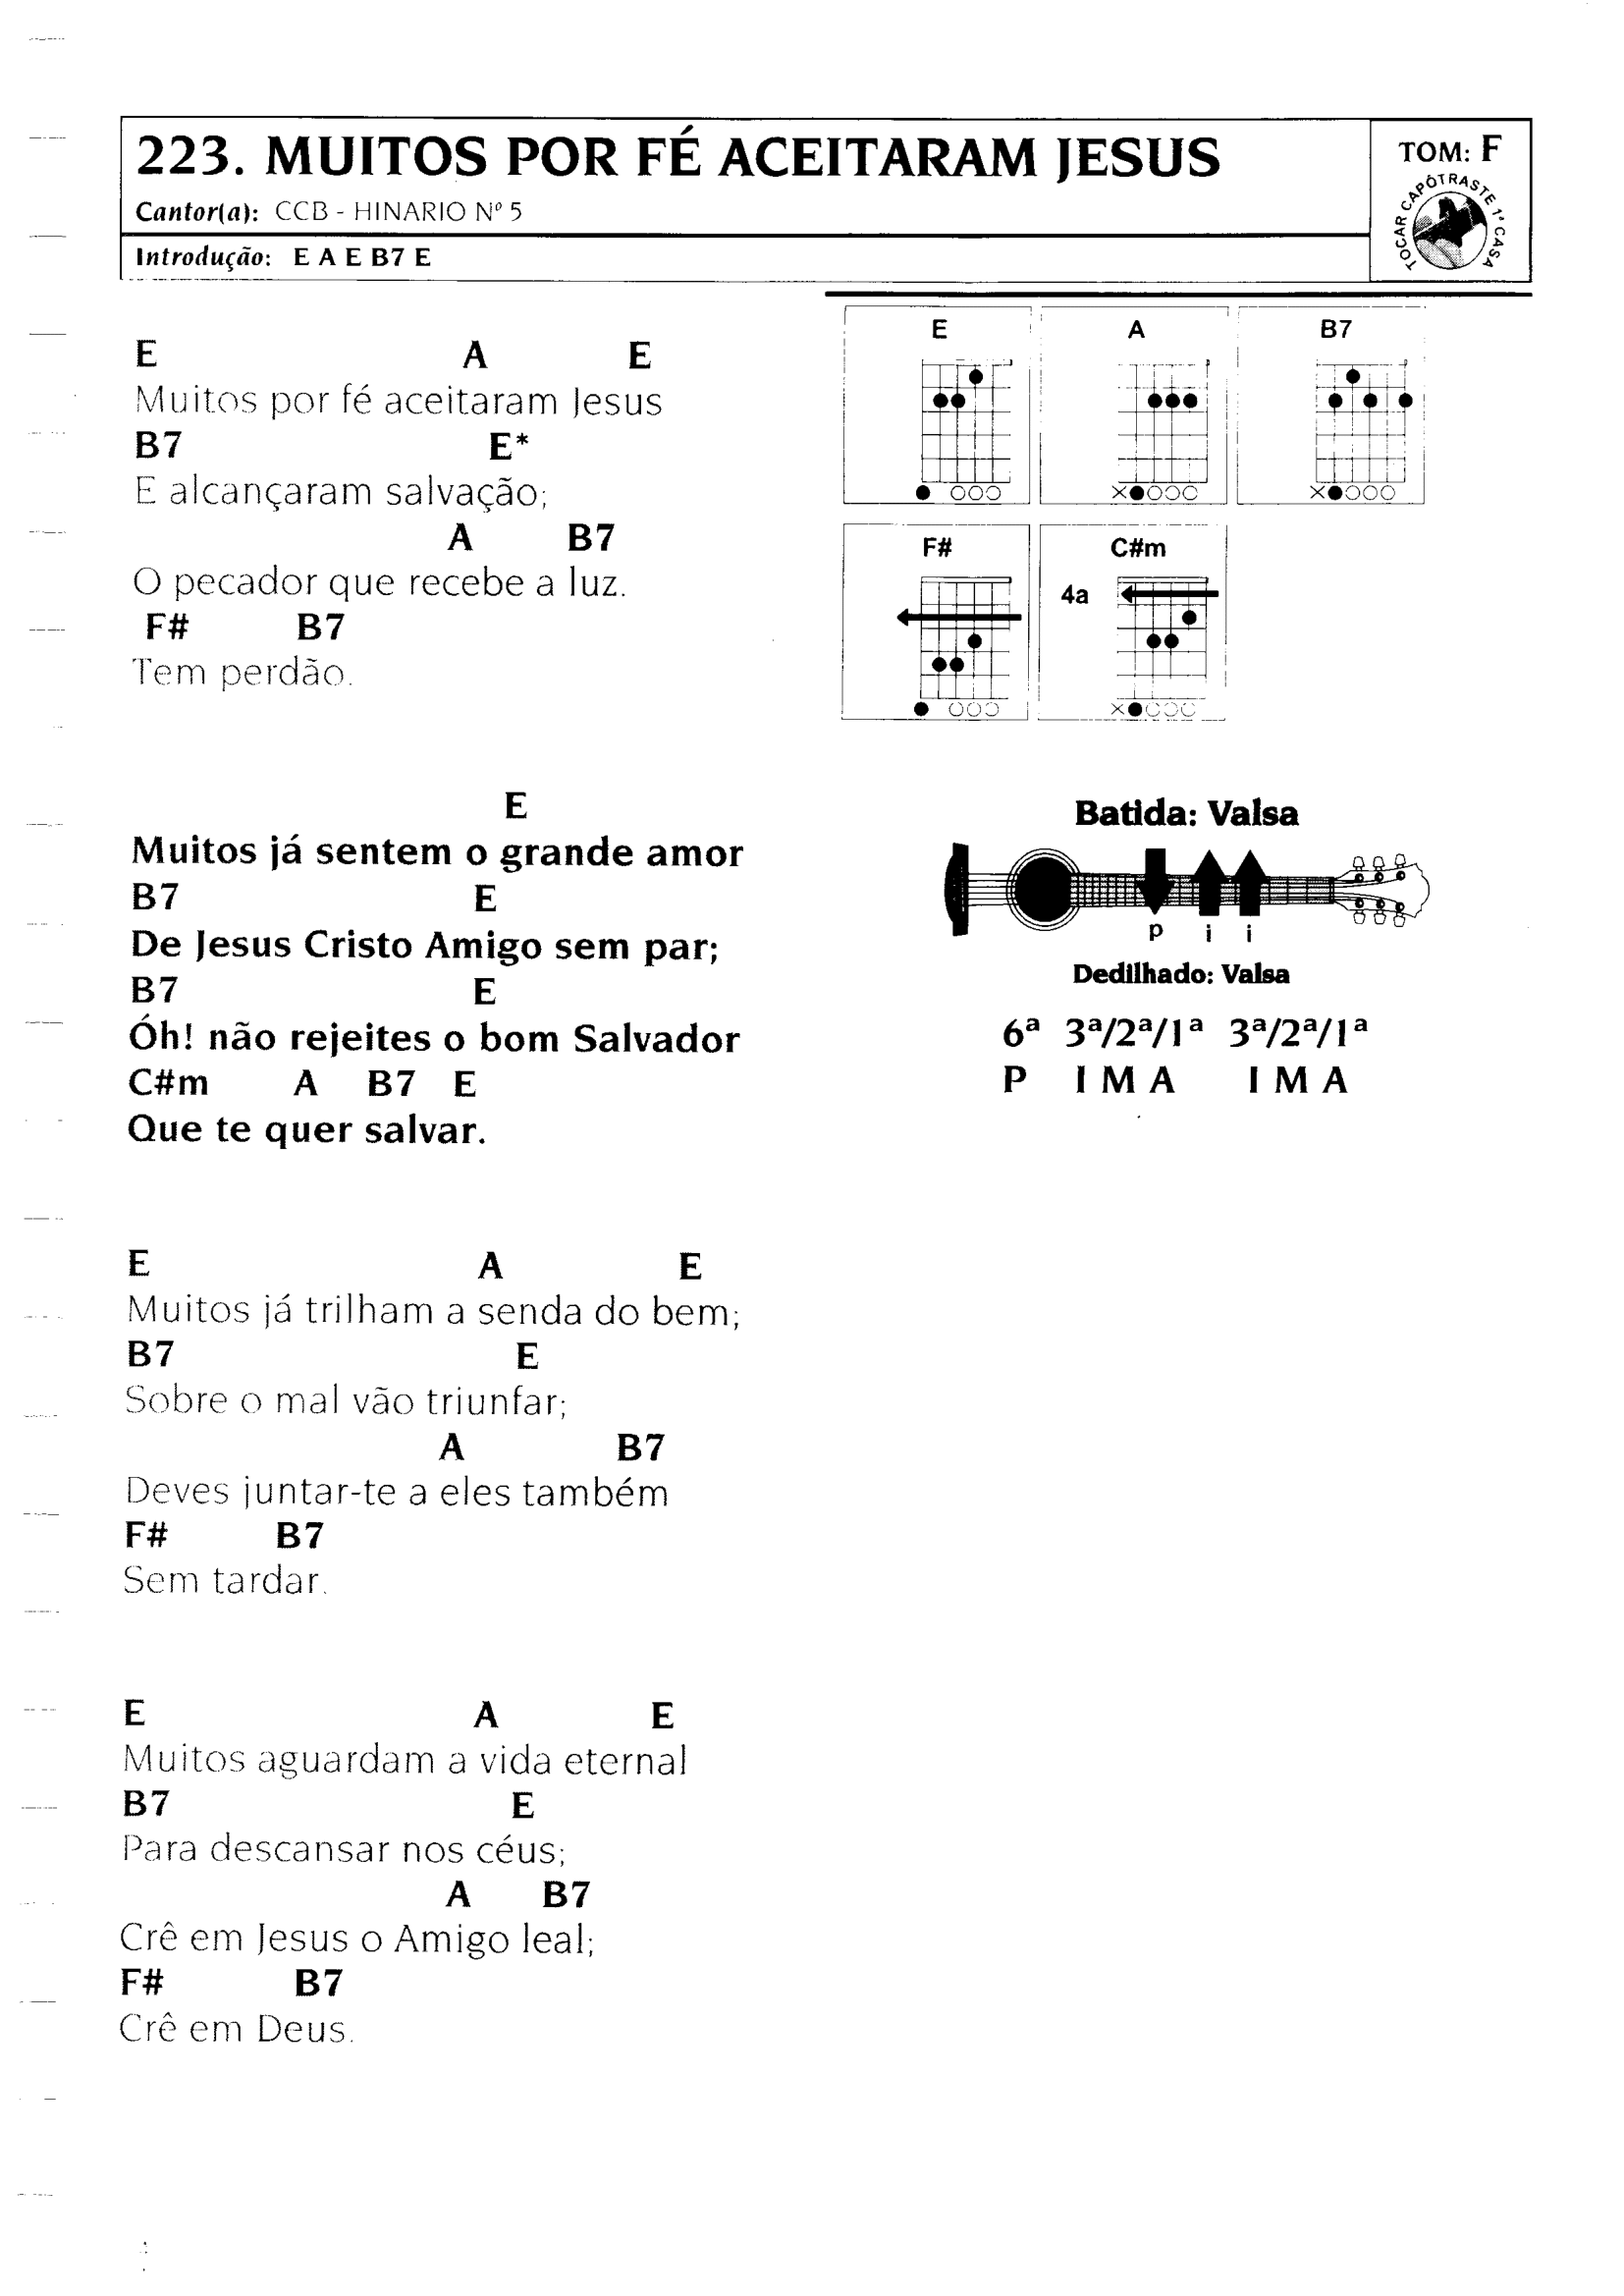 223. MUITOS POR FÉ ACEITARAM JESUS
Cantor(a): CCB - HINARIO Nº 5
Introdução: E A E B7 E
TOM: F
TOCAR CAPÔTRASTE 1ª CASA
E A E
Muitos por fé aceitaram Jesus
B7 E*
E alcançaram salvação;
A B7
O pecador que recebe a luz.
F# B7
Tem perdão.
E
Muitos já sentem o grande amor
B7 E
De Jesus Cristo Amigo sem par;
B7 E
Óh! não rejeites o bom Salvador
C#m A B7 E
Que te quer salvar.
E A E
Muitos já trilham a senda do bem;
B7 E
Sobre o mal vão triunfar;
A B7
Deves juntar-te a eles também
F# B7
Sem tardar.
E A E
Muitos aguardam a vida eternal
B7 E
Para descansar nos céus;
A B7
Crê em Jesus o Amigo leal;
F# B7
Crê em Deus.
E A B7
F# C#m
4a
Batida: Valsa
p i i
Dedilhado: Valsa
6ª 3ª/2ª/1ª 3ª/2ª/1ª
P I M A I M A